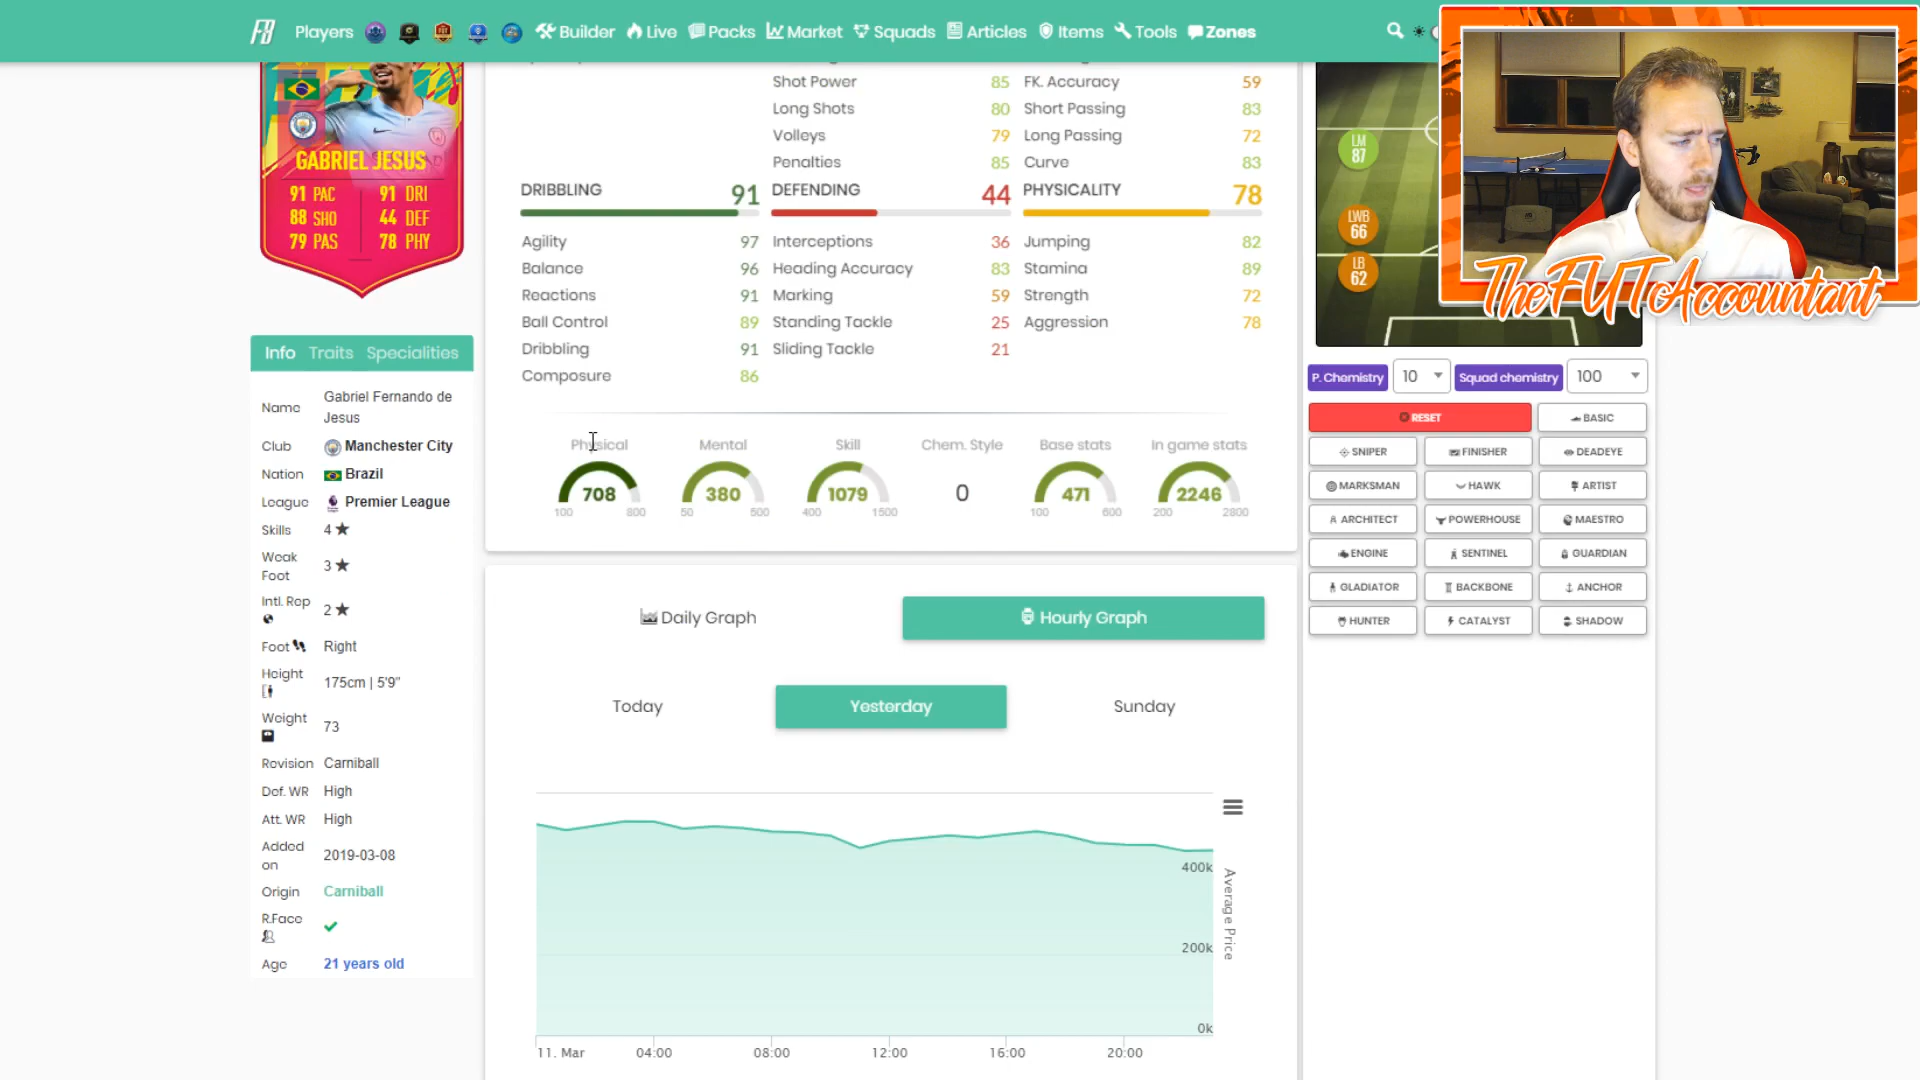 FB Players Builder Live Packs Market Squads Articles Items Tools Zones
GABRIEL JESUS
91 PAC 91 DRI
88 SHO 44 DEF
79 PAS 78 PHY
Shot Power 85 FK. Accuracy 59
Long Shots 80 Short Passing 83
Volleys 79 Long Passing 72
Penalties 85 Curve 83
DRIBBLING 91 DEFENDING 44 PHYSICALITY 78
Agility 97 Interceptions 36 Jumping 82
Balance 96 Heading Accuracy 83 Stamina 89
Reactions 91 Marking 59 Strength 72
Ball Control 89 Standing Tackle 25 Aggression 78
Dribbling 91 Sliding Tackle 21
Composure 86
Physical Mental Skill Chem. Style Base stats In game stats
708 380 1079 0 471 2246
100 800 50 500 400 1500 100 600 200 2800
Info Traits Specialities
Name Gabriel Fernando de Jesus
Club Manchester City
Nation Brazil
League Premier League
Skills 4
Weak Foot 3
Intl. Rep 2
Foot Right
Height 175cm | 5'9"
Weight 73
Revision Carniball
Def. WR High
Att. WR High
Added on 2019-03-08
Origin Carniball
R.Face
Age 21 years old
Daily Graph Hourly Graph
Today Yesterday Sunday
400k
200k
0k
Average Price
11. Mar 04:00 08:00 12:00 16:00 20:00
LM
87
LWB
66
LB
62
TheFUTAccountant
P. Chemistry 10 Squad chemistry 100
RESET BASIC
SNIPER FINISHER DEADEYE
MARKSMAN HAWK ARTIST
ARCHITECT POWERHOUSE MAESTRO
ENGINE SENTINEL GUARDIAN
GLADIATOR BACKBONE ANCHOR
HUNTER CATALYST SHADOW